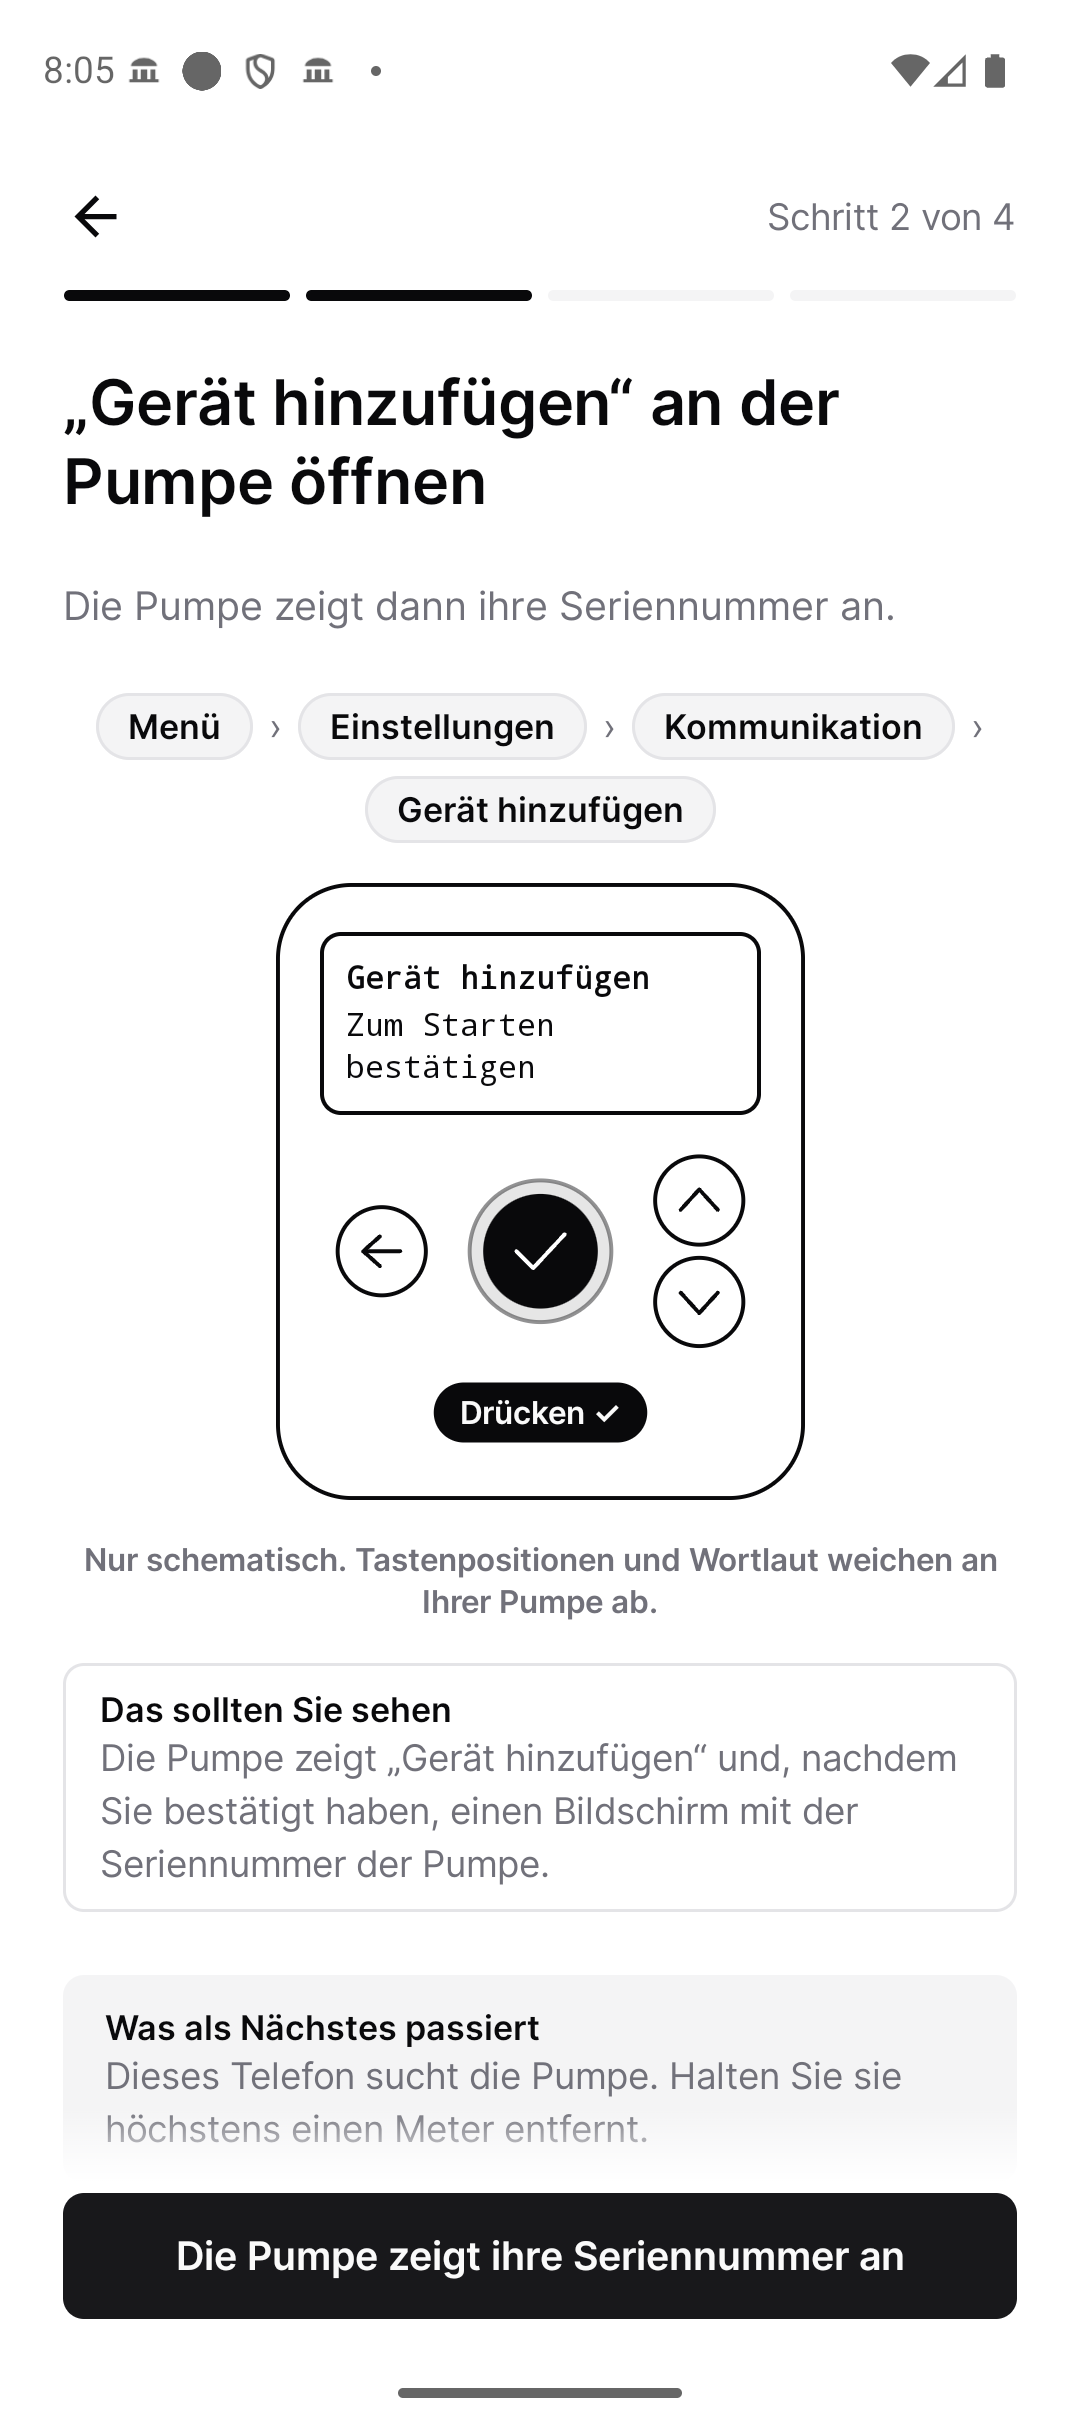 8:05
Schritt 2 von 4
„Gerät hinzufügen“ an der
Pumpe öffnen
Die Pumpe zeigt dann ihre Seriennummer an.
Menü › Einstellungen › Kommunikation ›
Gerät hinzufügen
Gerät hinzufügen
Zum Starten
bestätigen
Drücken ✓
Nur schematisch. Tastenpositionen und Wortlaut weichen an
Ihrer Pumpe ab.
Das sollten Sie sehen
Die Pumpe zeigt „Gerät hinzufügen“ und, nachdem
Sie bestätigt haben, einen Bildschirm mit der
Seriennummer der Pumpe.
Was als Nächstes passiert
Dieses Telefon sucht die Pumpe. Halten Sie sie
höchstens einen Meter entfernt.
Die Pumpe zeigt ihre Seriennummer an